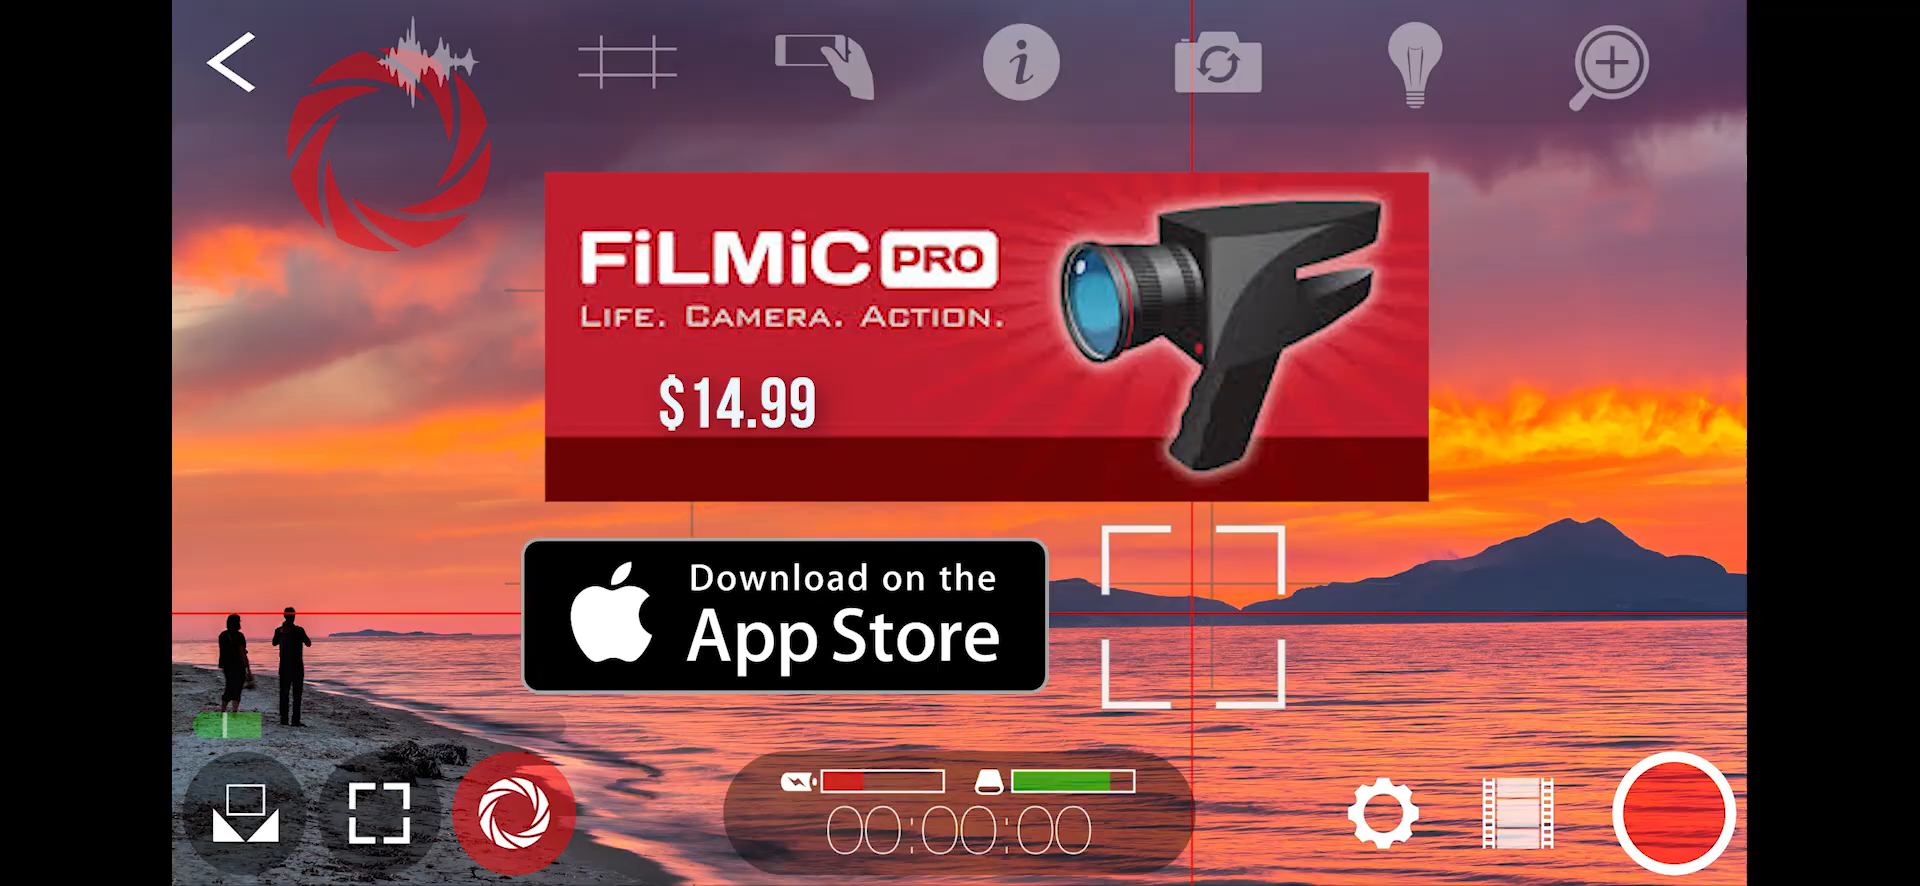 FiLMiC PRO
LIFE. CAMERA. ACTION.
$14.99
Download on the
App Store
00:00:00